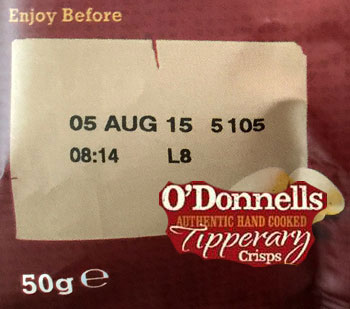 Enjoy Before
05 AUG 15 5105
08:14 L8
O'Donnells
AUTHENTIC HAND COOKED
Tipperary
Crisps
50g e